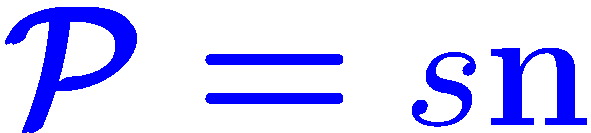 𝒫 = 𝑠𝐧